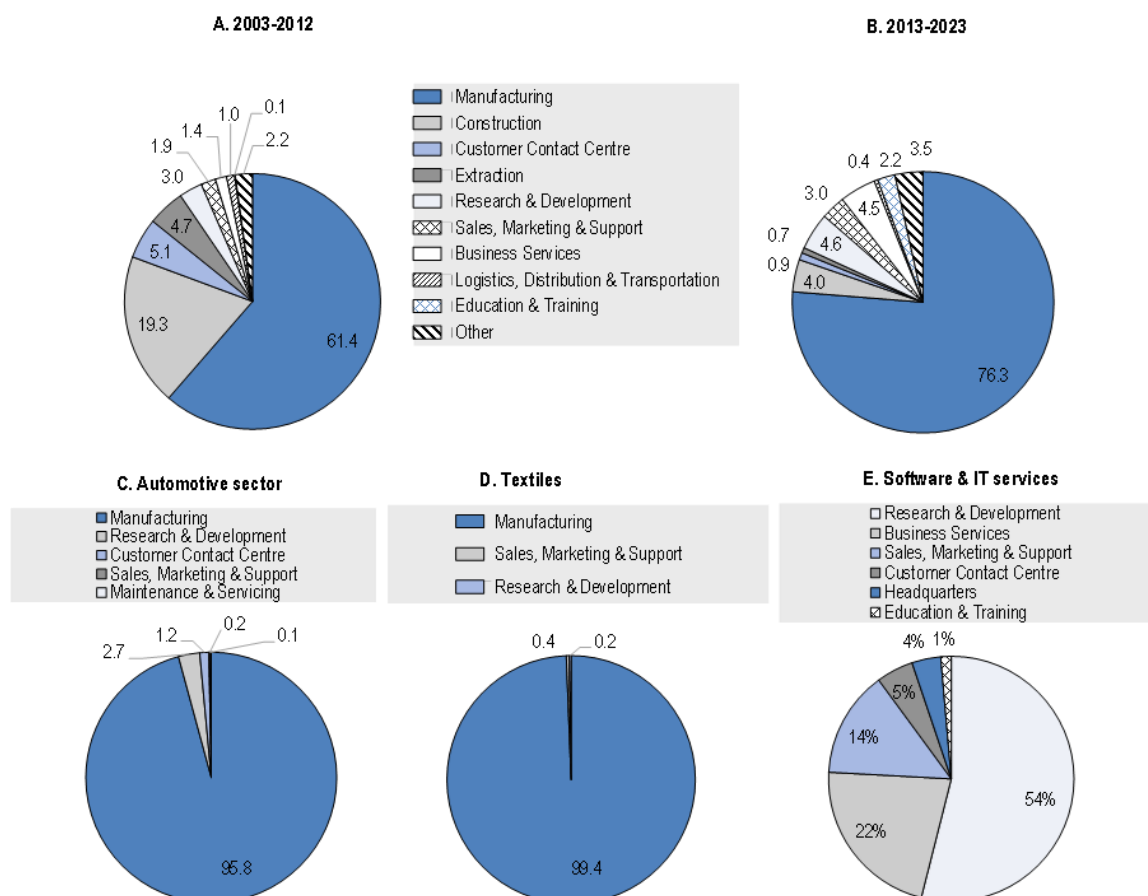 A. 2003-2012
B. 2013-2023
Manufacturing
Construction
Customer Contact Centre
Extraction
Research & Development
Sales, Marketing & Support
Business Services
Logistics, Distribution & Transportation
Education & Training
Other
61.4
19.3
5.1
4.7
3.0
1.9
1.4
1.0
0.1
2.2
76.3
4.0
0.9
0.7
4.6
3.0
4.5
0.4
2.2
3.5
C. Automotive sector
Manufacturing
Research & Development
Customer Contact Centre
Sales, Marketing & Support
Maintenance & Servicing
2.7
1.2
0.2
0.1
95.8
D. Textiles
Manufacturing
Sales, Marketing & Support
Research & Development
0.4
0.2
99.4
E. Software & IT services
Research & Development
Business Services
Sales, Marketing & Support
Customer Contact Centre
Headquarters
Education & Training
4%
1%
5%
14%
22%
54%